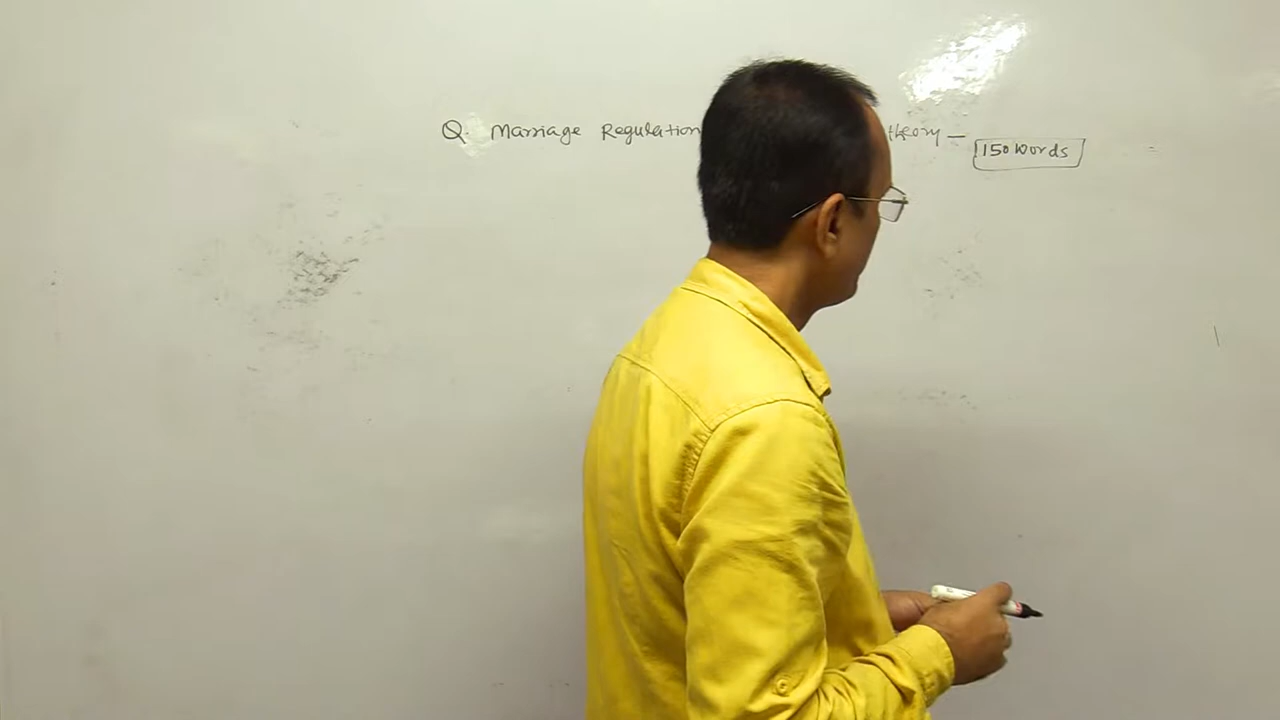 Q. Marriage Regulation theory — 150 words